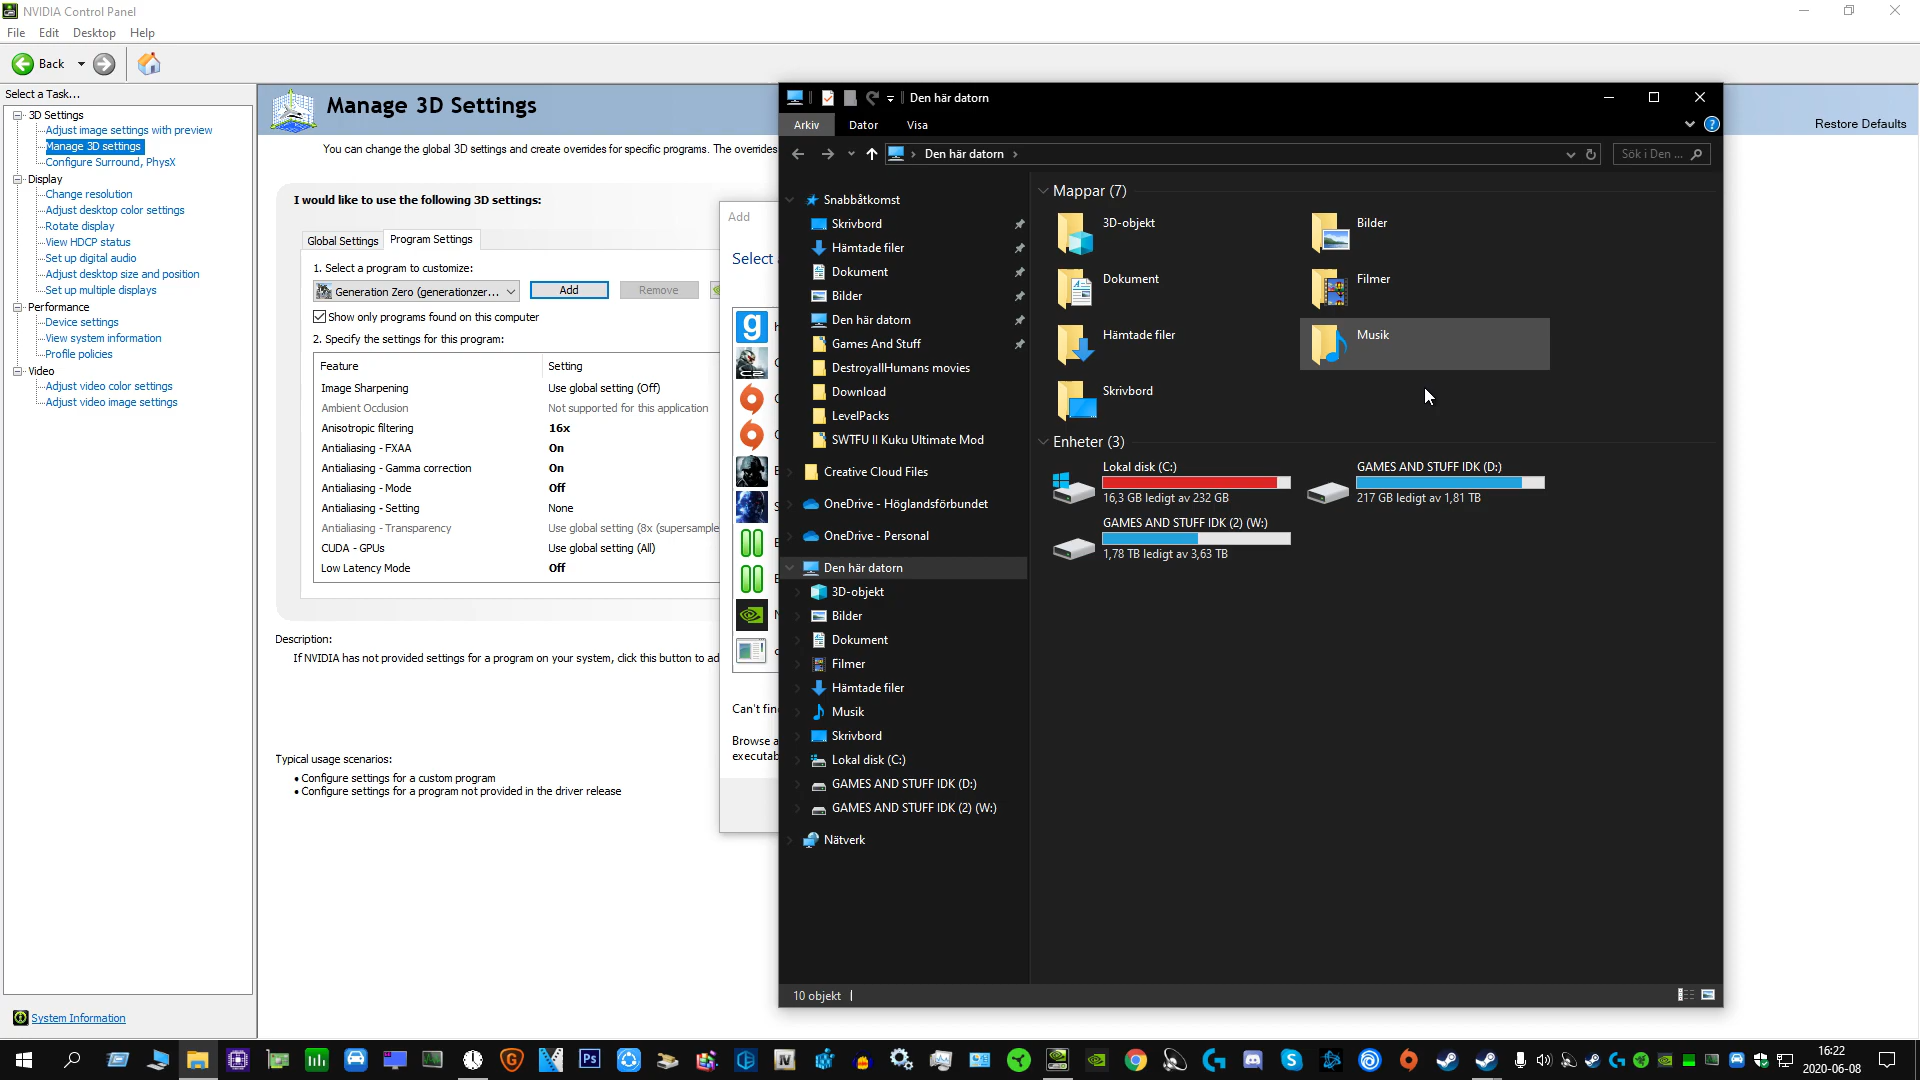 NVIDIA Control Panel
File Edit Desktop Help
Back
Select a Task...
3D Settings
Adjust image settings with preview
Manage 3D settings
Configure Surround, PhysX
Display
Change resolution
Adjust desktop color settings
Rotate display
View HDCP status
Set up digital audio
Adjust desktop size and position
Set up multiple displays
Performance
Device settings
View system information
Profile policies
Video
Adjust video color settings
Adjust video image settings
System Information
Manage 3D Settings
Restore Defaults
You can change the global 3D settings and create overrides for specific programs. The overrides
I would like to use the following 3D settings:
Global Settings Program Settings
1. Select a program to customize:
Generation Zero (generationzer...
Add
Remove
Show only programs found on this computer
2. Specify the settings for this program:
Feature Setting
Image Sharpening Use global setting (Off)
Ambient Occlusion Not supported for this application
Anisotropic filtering 16x
Antialiasing - FXAA On
Antialiasing - Gamma correction On
Antialiasing - Mode Off
Antialiasing - Setting None
Antialiasing - Transparency Use global setting (8x (supersample
CUDA - GPUs Use global setting (All)
Low Latency Mode Off
Description:
If NVIDIA has not provided settings for a program on your system, click this button to ad
Typical usage scenarios:
• Configure settings for a custom program
• Configure settings for a program not provided in the driver release
Add
Select
Can't fin
Browse a
executab
Den här datorn
Arkiv Dator Visa
Den här datorn
Sök i Den ...
Snabbåtkomst
Skrivbord
Hämtade filer
Dokument
Bilder
Den här datorn
Games And Stuff
DestroyallHumans movies
Download
LevelPacks
SWTFU II Kuku Ultimate Mod
Creative Cloud Files
OneDrive - Höglandsförbundet
OneDrive - Personal
Den här datorn
3D-objekt
Bilder
Dokument
Filmer
Hämtade filer
Musik
Skrivbord
Lokal disk (C:)
GAMES AND STUFF IDK (D:)
GAMES AND STUFF IDK (2) (W:)
Nätverk
Mappar (7)
3D-objekt
Bilder
Dokument
Filmer
Hämtade filer
Musik
Skrivbord
Enheter (3)
Lokal disk (C:)
16,3 GB ledigt av 232 GB
GAMES AND STUFF IDK (D:)
217 GB ledigt av 1,81 TB
GAMES AND STUFF IDK (2) (W:)
1,78 TB ledigt av 3,63 TB
10 objekt
16:22
2020-06-08